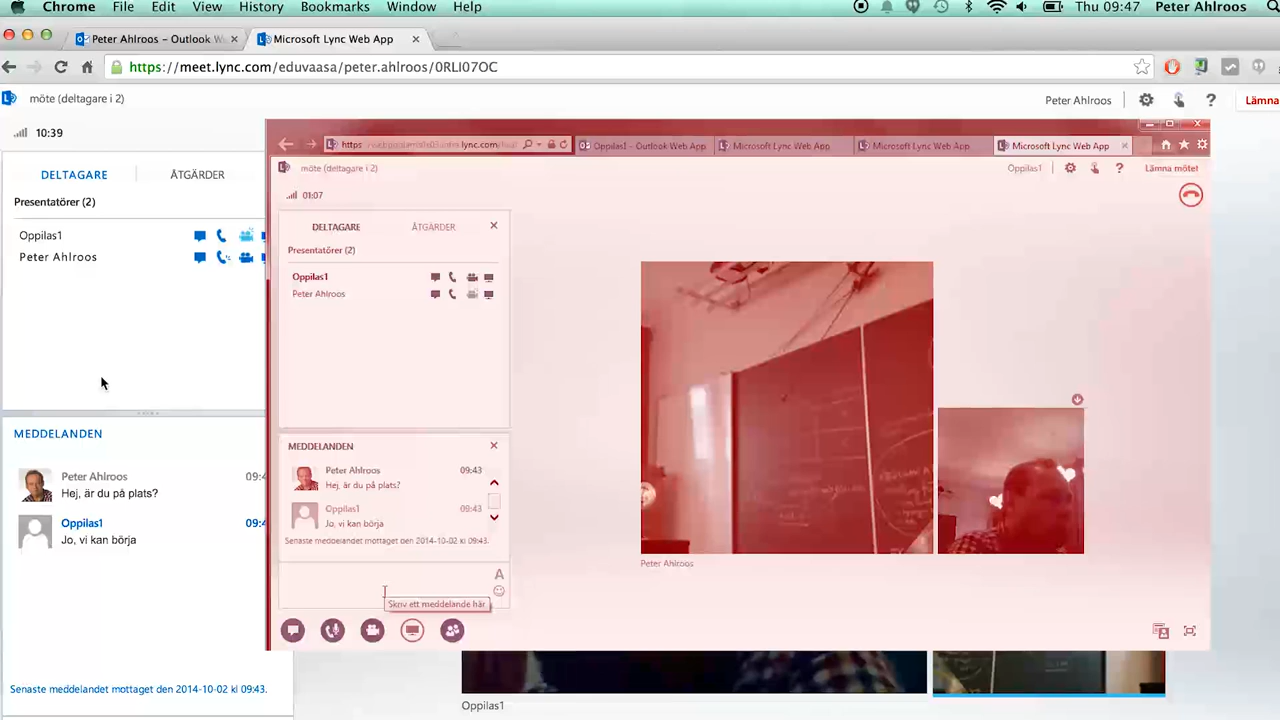 Chrome File Edit View History Bookmarks Window Help Thu 09:47 Peter Ahlroos
Peter Ahlroos – Outlook W
Microsoft Lync Web App
https://meet.lync.com/eduvaasa/peter.ahlroos/0RLI07OC
möte (deltagare i 2)
Peter Ahlroos
?
Lämna
10:39
DELTAGARE ÅTGÄRDER
Presentatörer (2)
Oppilas1
Peter Ahlroos
MEDDELANDEN
Peter Ahlroos 09:4
Hej, är du på plats?
Oppilas1 09:4
Jo, vi kan börja
Senaste meddelandet mottaget den 2014-10-02 kl 09:43.
https
lync.com
Oppilas1 - Outlook Web App
Microsoft Lync Web App
Microsoft Lync Web App
Microsoft Lync Web App
möte (deltagare i 2)
Oppilas1
?
Lämna mötet
01:07
DELTAGARE ÅTGÄRDER
Presentatörer (2)
Oppilas1
Peter Ahlroos
MEDDELANDEN
Peter Ahlroos 09:43
Hej, är du på plats?
Oppilas1 09:43
Jo, vi kan börja
Senaste meddelandet mottaget den 2014-10-02 kl 09:43.
A
Skriv ett meddelande här
Peter Ahlroos
Oppilas1